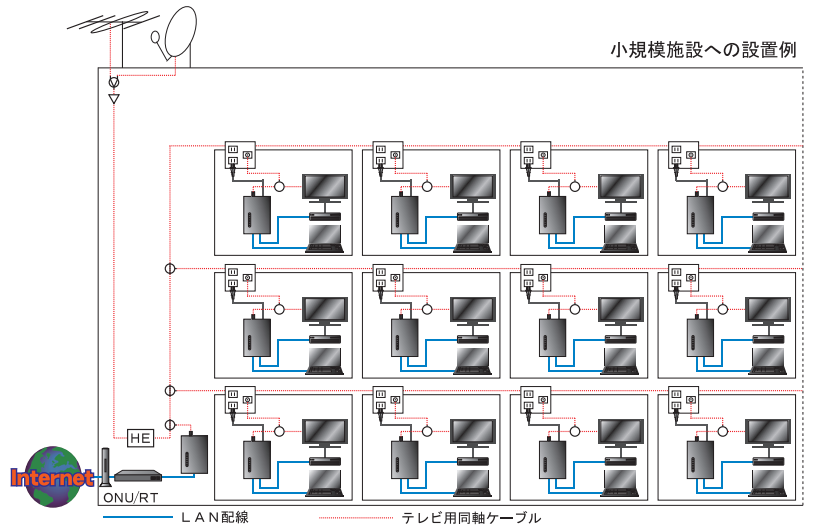 小規模施設への設置例
HE
Internet
ONU/RT
LAN配線
テレビ用同軸ケーブル